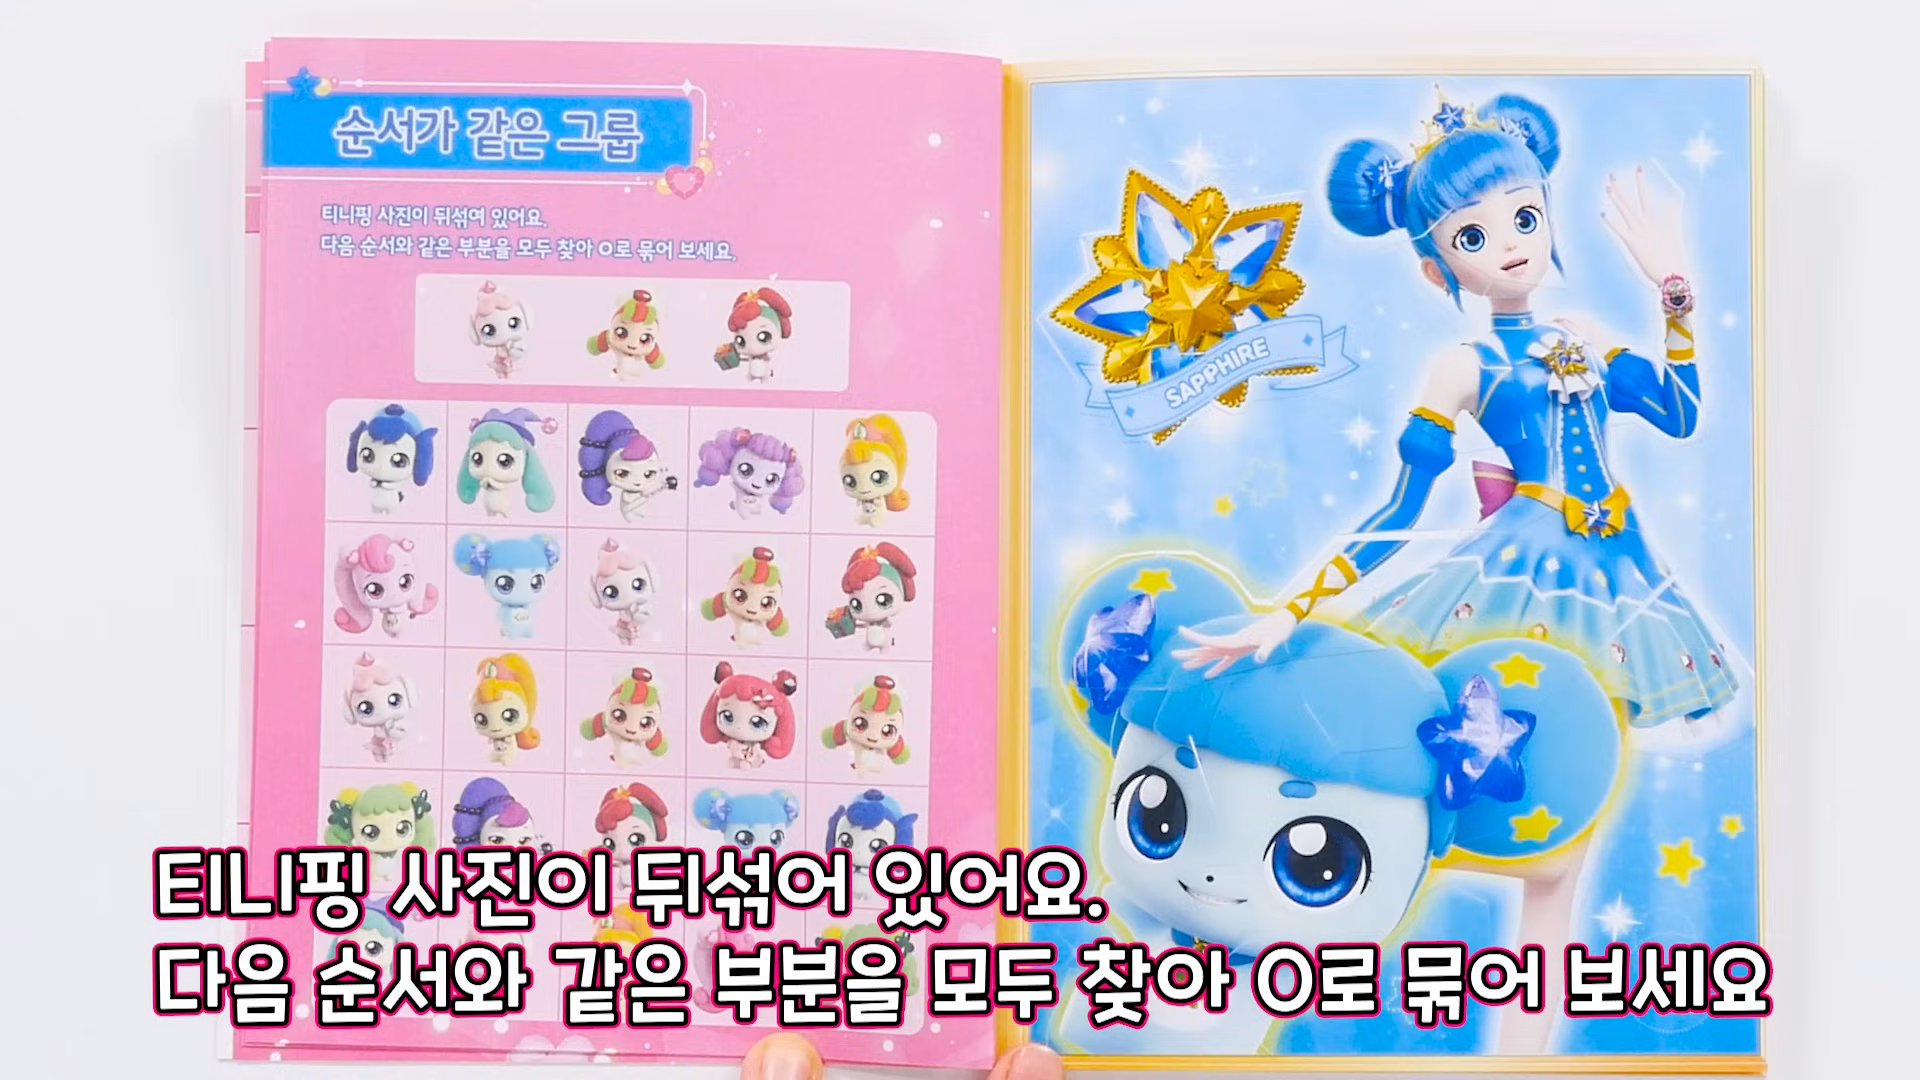 순서가 같은 그룹
티니핑 사진이 뒤섞여 있어요.
다음 순서와 같은 부분을 모두 찾아 O로 묶어 보세요.
SAPPHIRE
티니핑 사진이 뒤섞어 있어요.
다음 순서와 같은 부분을 모두 찾아 O로 묶어 보세요